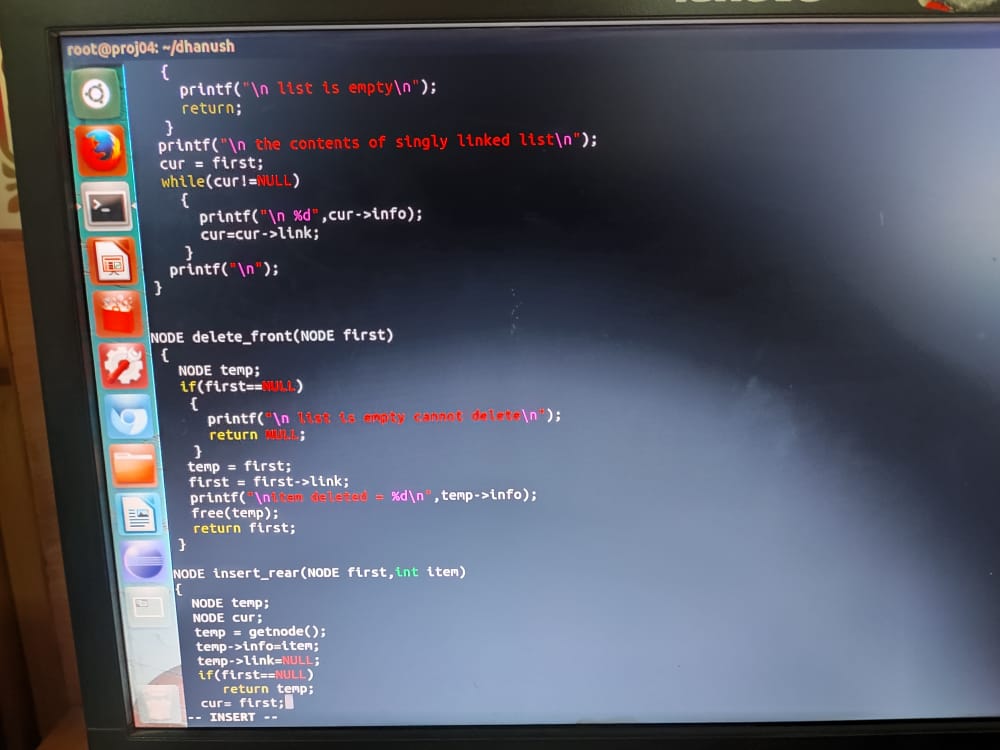 root@proj04: ~/dhanush
{
printf("\n list is empty\n");
return;
}
printf("\n the contents of singly linked list\n");
cur = first;
while(cur!=NULL)
{
printf("\n %d",cur->info);
cur=cur->link;
}
printf("\n");
}
NODE delete_front(NODE first)
{
NODE temp;
if(first==NULL)
{
printf("\n list is empty cannot delete\n");
return NULL;
}
temp = first;
first = first->link;
printf("\nitem deleted = %d\n",temp->info);
free(temp);
return first;
}
NODE insert_rear(NODE first,int item)
{
NODE temp;
NODE cur;
temp = getnode();
temp->info=item;
temp->link=NULL;
if(first==NULL)
return temp;
cur= first;
-- INSERT --